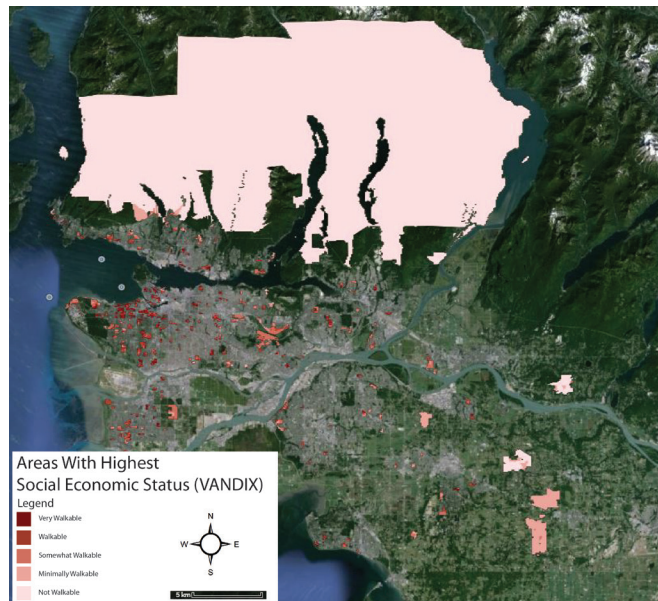 Areas With Highest
Social Economic Status (VANDIX)
Legend
Very Walkable
Walkable
Somewhat Walkable
Minimally Walkable
Not Walkable
N
W E
S
5 km